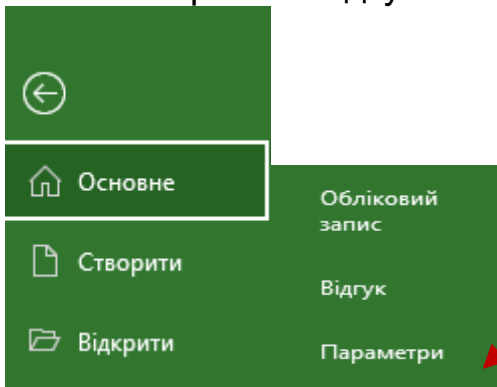 Основне
Створити
Відкрити
Обліковий
запис
Відгук
Параметри